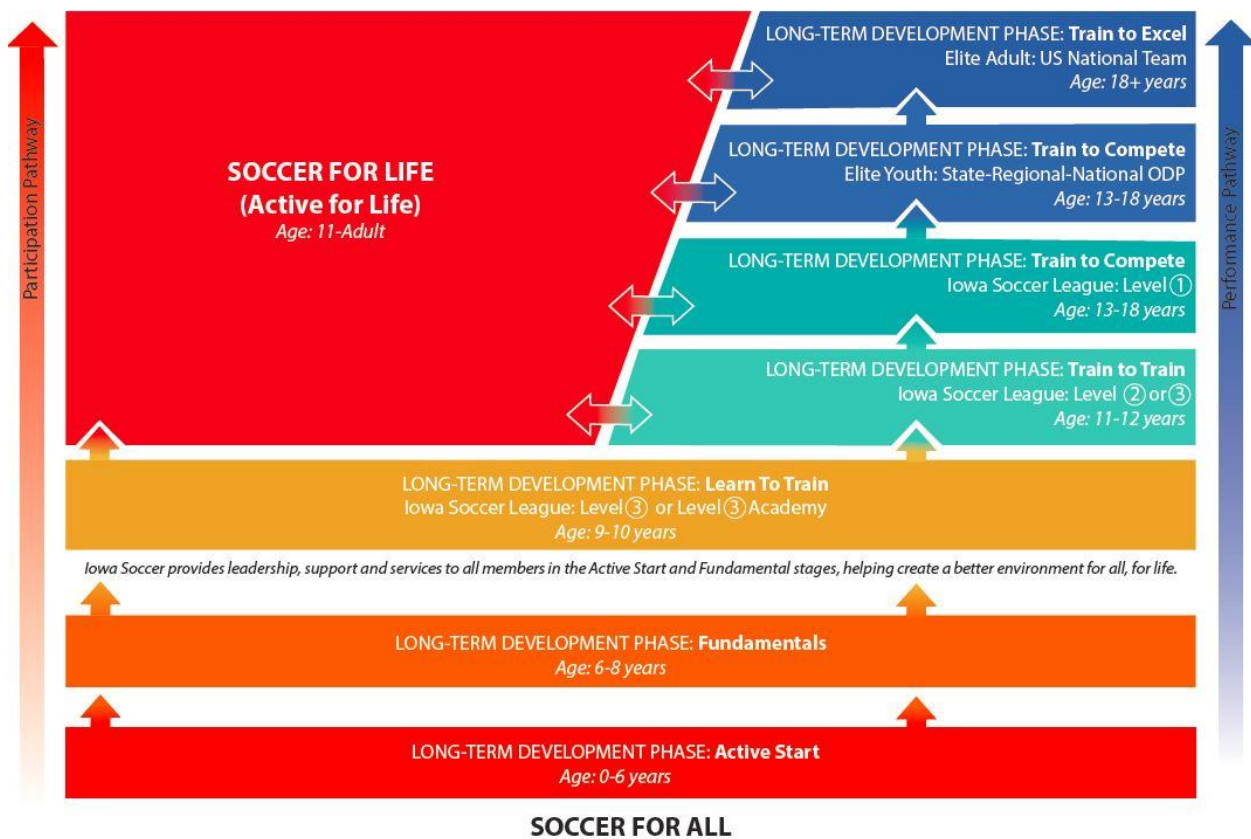 Participation Pathway
SOCCER FOR LIFE
(Active for Life)
Age: 11-Adult
LONG-TERM DEVELOPMENT PHASE: Train to Excel
Elite Adult: US National Team
Age: 18+ years
LONG-TERM DEVELOPMENT PHASE: Train to Compete
Elite Youth: State-Regional-National ODP
Age: 13-18 years
LONG-TERM DEVELOPMENT PHASE: Train to Compete
Iowa Soccer League: Level ①
Age: 13-18 years
LONG-TERM DEVELOPMENT PHASE: Train to Train
Iowa Soccer League: Level ② or ③
Age: 11-12 years
Performance Pathway
LONG-TERM DEVELOPMENT PHASE: Learn To Train
Iowa Soccer League: Level ③ or Level ③ Academy
Age: 9-10 years
Iowa Soccer provides leadership, support and services to all members in the Active Start and Fundamental stages, helping create a better environment for all, for life.
LONG-TERM DEVELOPMENT PHASE: Fundamentals
Age: 6-8 years
LONG-TERM DEVELOPMENT PHASE: Active Start
Age: 0-6 years
SOCCER FOR ALL